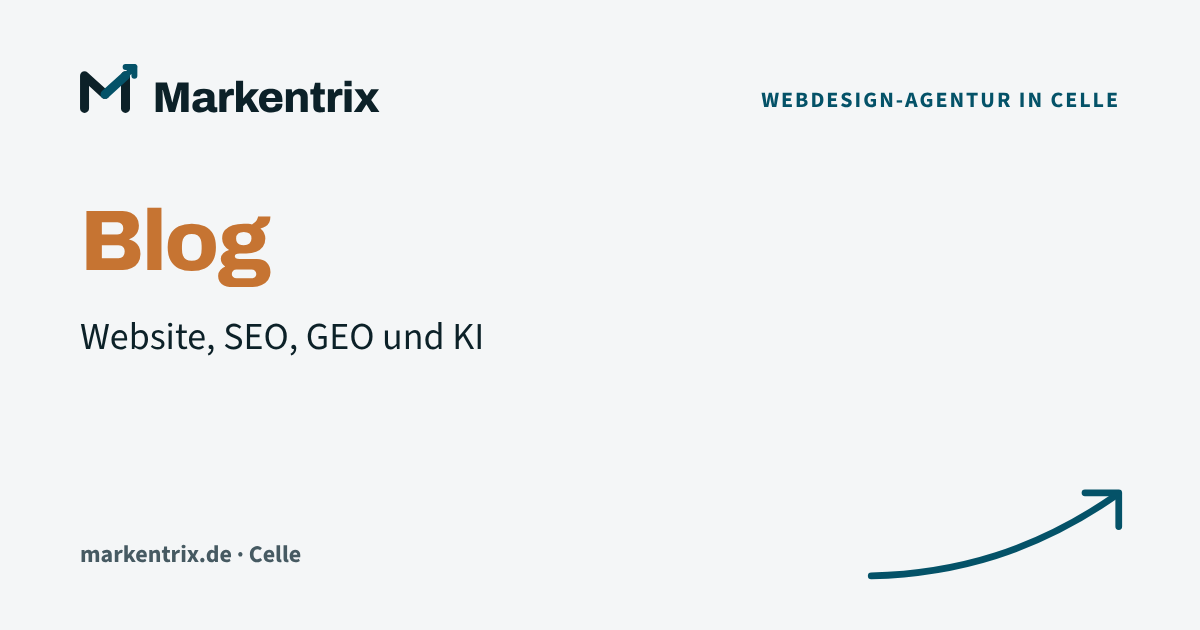 Markentrix
WEBDESIGN-AGENTUR IN CELLE
Blog
Website, SEO, GEO und KI
markentrix.de · Celle